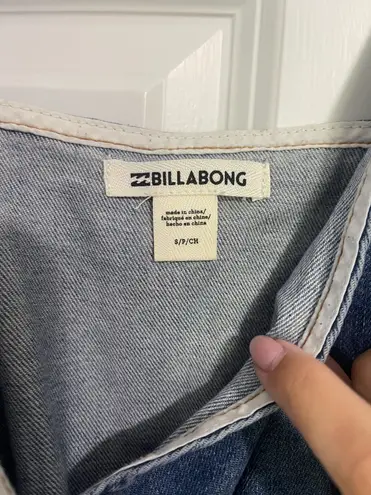 BILLABONG
made in china/
fabriqué en chine/
hecho en china
S/P/CH